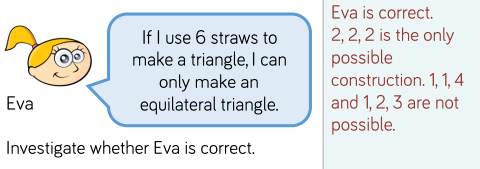 If I use 6 straws to
make a triangle, I can
only make an
equilateral triangle.
Eva
Investigate whether Eva is correct.
Eva is correct.
2, 2, 2 is the only
possible
construction. 1, 1, 4
and 1, 2, 3 are not
possible.